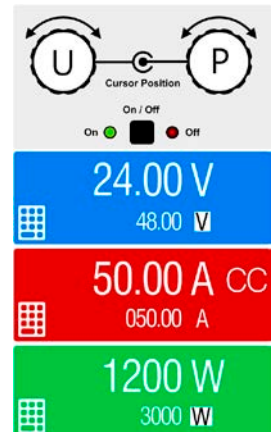 U P
Cursor Position
On / Off
On Off
24.00 V
48.00 V
50.00 A CC
050.00 A
1200 W
3000 W